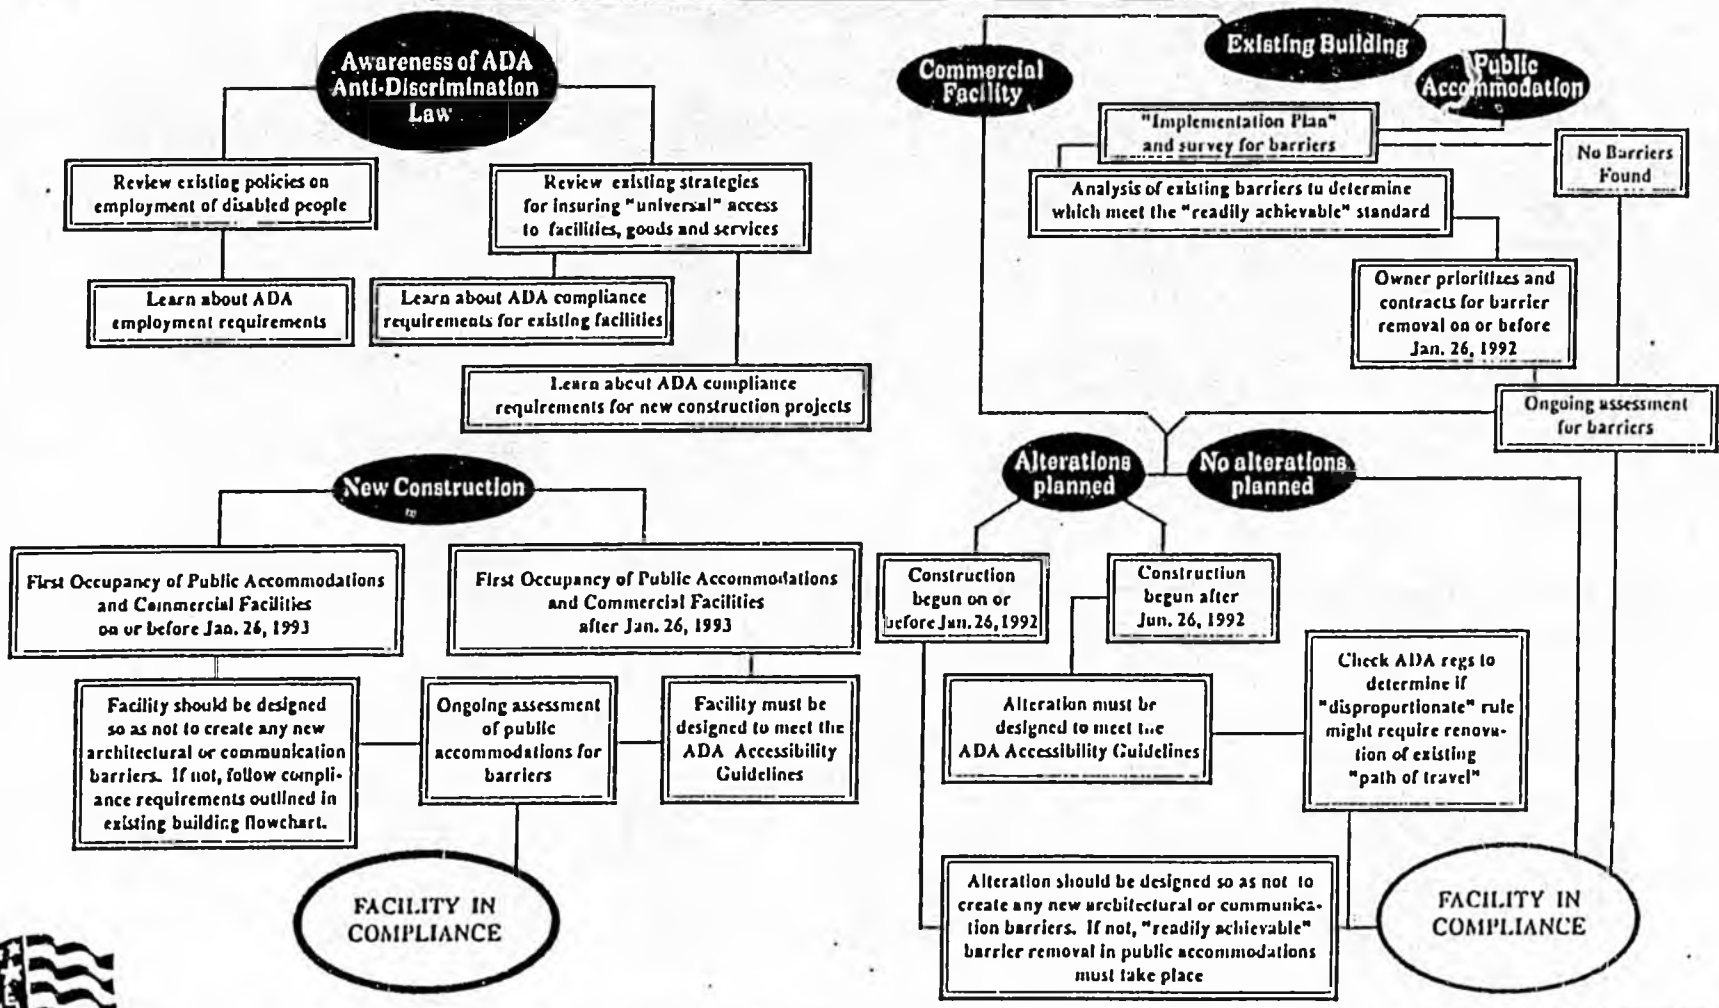 Awareness of ADA
Anti-Discrimination
Law
Review existing policies on
employment of disabled people
Review existing strategies
for insuring "universal" access
to facilities, goods and services
Learn about ADA
employment requirements
Learn about ADA compliance
requirements for existing facilities
Learn about ADA compliance
requirements for new construction projects
Existing Building
Commercial
Facility
Public
Accommodation
"Implementation Plan"
and survey for barriers
No Barriers
Found
Analysis of existing barriers to determine
which meet the "readily achievable" standard
Owner prioritizes and
contracts for barrier
removal on or before
Jan. 26, 1992
Ongoing assessment
for barriers
Alterations
planned
No alterations
planned
Construction
begun on or
before Jan. 26, 1992
Construction
begun after
Jan. 26, 1992
Alteration must be
designed to meet the
ADA Accessibility Guidelines
Check ADA regs to
determine if
"disproportionate" rule
might require renova-
tion of existing
"path of travel"
Alteration should be designed so as not to
create any new architectural or communica-
tion barriers. If not, "readily achievable"
barrier removal in public accommodations
must take place
FACILITY IN
COMPLIANCE
New Construction
First Occupancy of Public Accommodations
and Commercial Facilities
on or before Jan. 26, 1993
First Occupancy of Public Accommodations
and Commercial Facilities
after Jan. 26, 1993
Facility should be designed
so as not to create any new
architectural or communication
barriers. If not, follow compli-
ance requirements outlined in
existing building flowchart.
Ongoing assessment
of public
accommodations for
barriers
Facility must be
designed to meet the
ADA Accessibility
Guidelines
FACILITY IN
COMPLIANCE